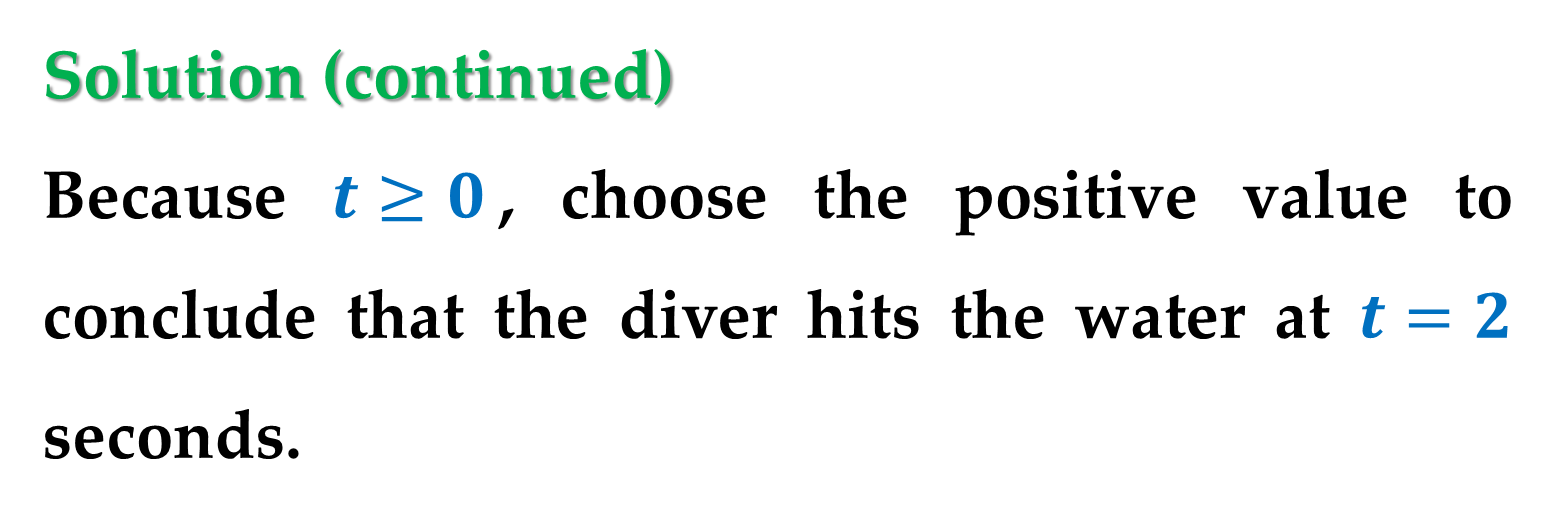 Solution (continued)
Because t ≥ 0, choose the positive value to
conclude that the diver hits the water at t = 2
seconds.